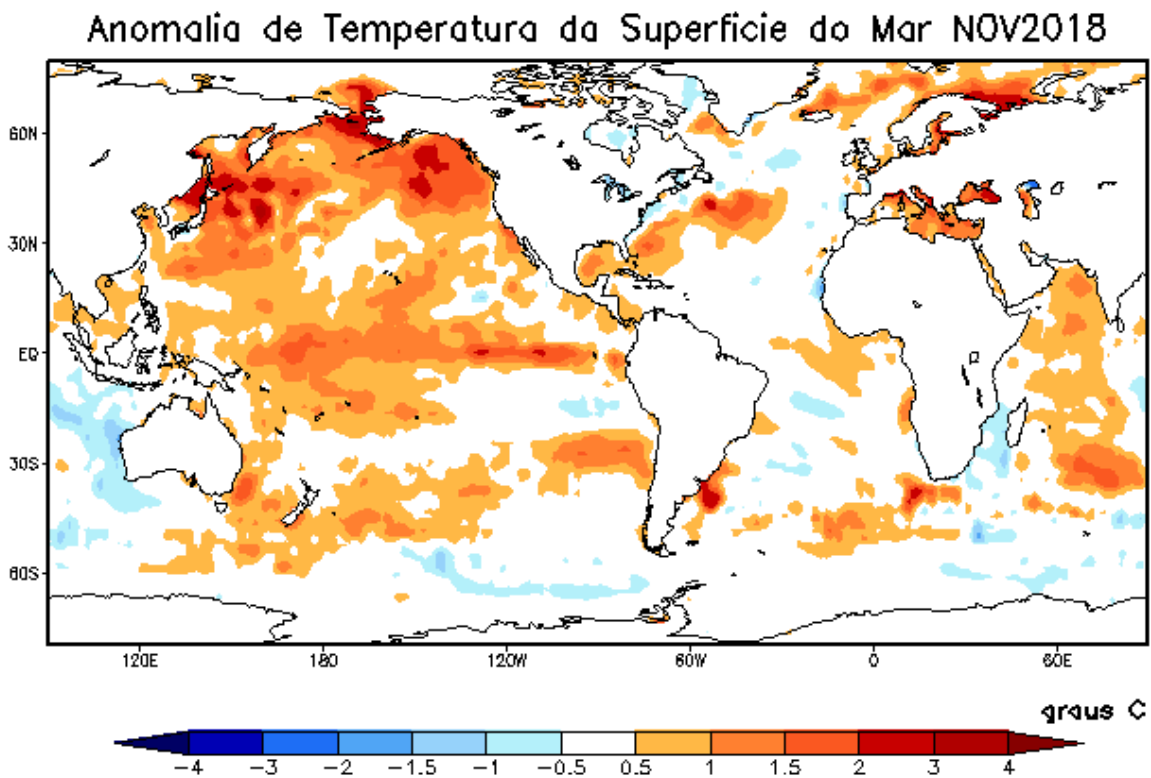 Anomalia de Temperatura da Superficie do Mar NOV2018
60N
30N
EQ
30S
60S
120E 180 120W 60W 0 60E
graus C
-4 -3 -2 -1.5 -1 -0.5 0.5 1 1.5 2 3 4